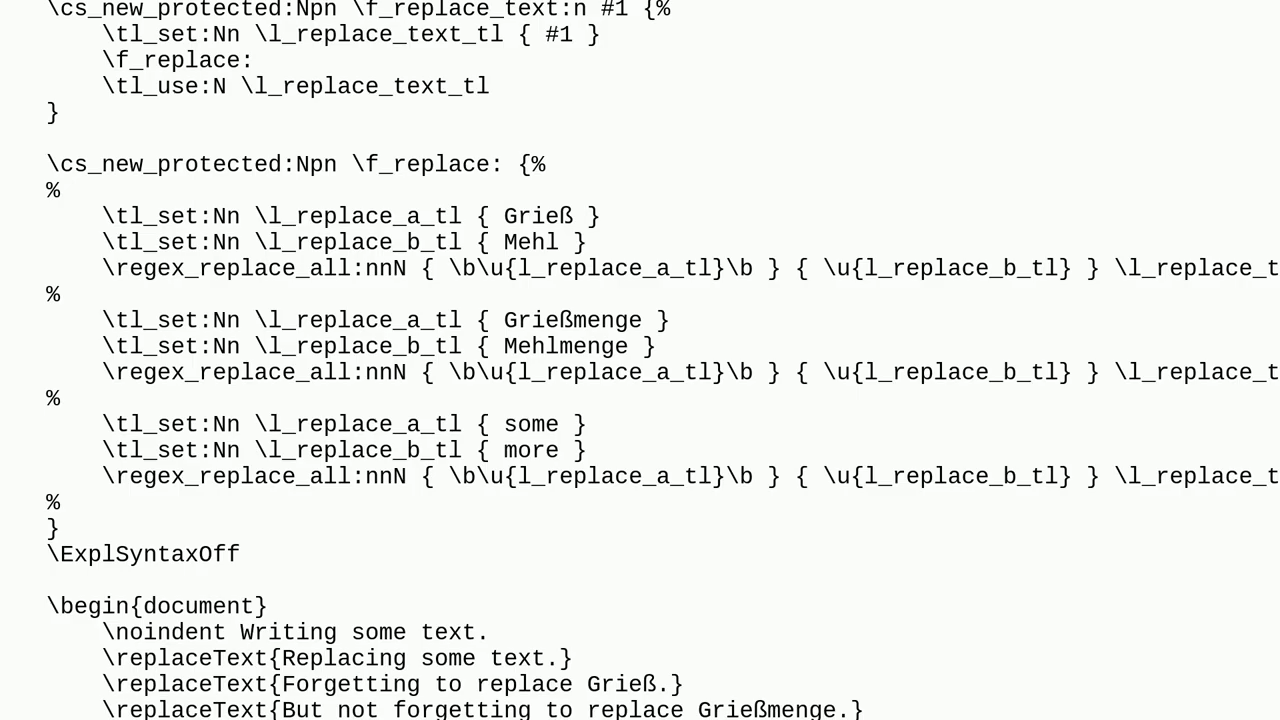 \cs_new_protected:Npn \f_replace_text:n #1 {%
    \tl_set:Nn \l_replace_text_tl { #1 }
    \f_replace:
    \tl_use:N \l_replace_text_tl
}

\cs_new_protected:Npn \f_replace: {%
%
    \tl_set:Nn \l_replace_a_tl { Grieß }
    \tl_set:Nn \l_replace_b_tl { Mehl }
    \regex_replace_all:nnN { \b\u{l_replace_a_tl}\b } { \u{l_replace_b_tl} } \l_replace_t
%
    \tl_set:Nn \l_replace_a_tl { Grießmenge }
    \tl_set:Nn \l_replace_b_tl { Mehlmenge }
    \regex_replace_all:nnN { \b\u{l_replace_a_tl}\b } { \u{l_replace_b_tl} } \l_replace_t
%
    \tl_set:Nn \l_replace_a_tl { some }
    \tl_set:Nn \l_replace_b_tl { more }
    \regex_replace_all:nnN { \b\u{l_replace_a_tl}\b } { \u{l_replace_b_tl} } \l_replace_t
%
}
\ExplSyntaxOff

\begin{document}
    \noindent Writing some text.
    \replaceText{Replacing some text.}
    \replaceText{Forgetting to replace Grieß.}
    \replaceText{But not forgetting to replace Grießmenge.}